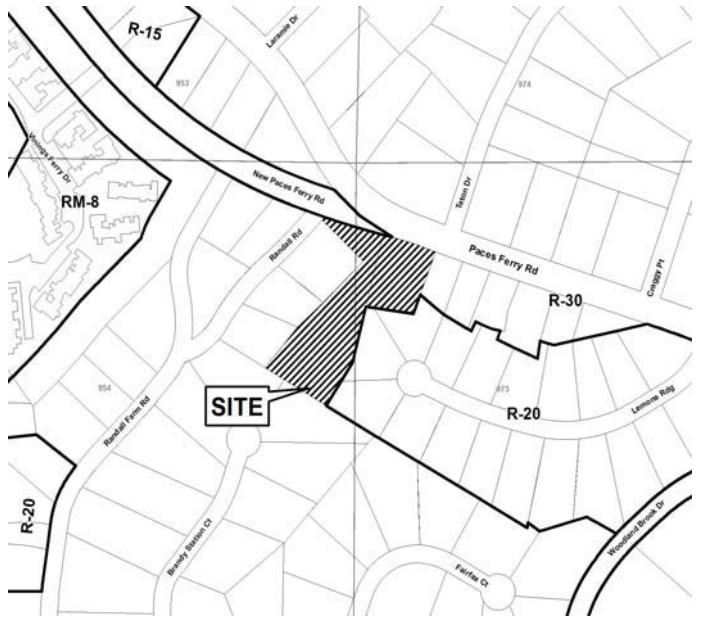 R-15
Laramie Dr
953
974
Vinings Ferry Dr
RM-8
New Paces Ferry Rd
Teton Dr
Randall Rd
Paces Ferry Rd
Craggy Pt
R-30
954
973
SITE
R-20
Lemons Rdg
Randall Farm Rd
R-20
Brandy Station Ct
Woodland Brook Dr
Fairfax Ct